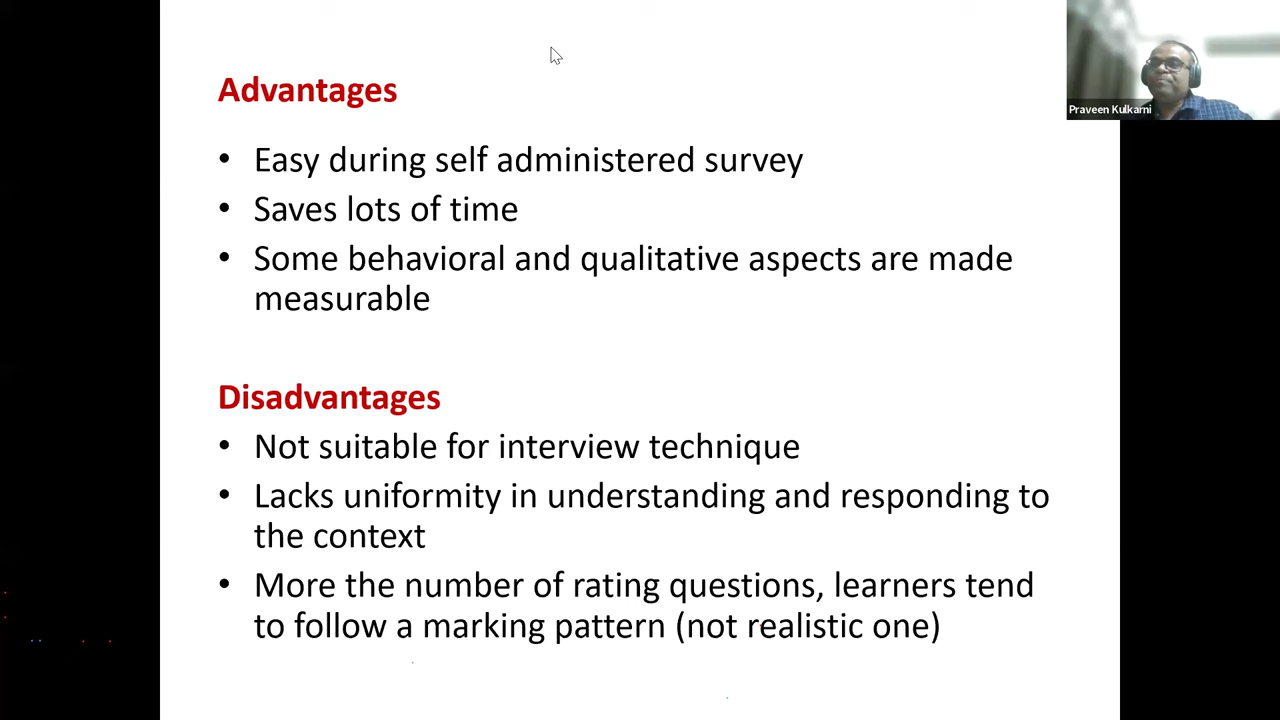 Advantages
• Easy during self administered survey
• Saves lots of time
• Some behavioral and qualitative aspects are made
measurable
Disadvantages
• Not suitable for interview technique
• Lacks uniformity in understanding and responding to
the context
• More the number of rating questions, learners tend
to follow a marking pattern (not realistic one)
Praveen Kulkarni